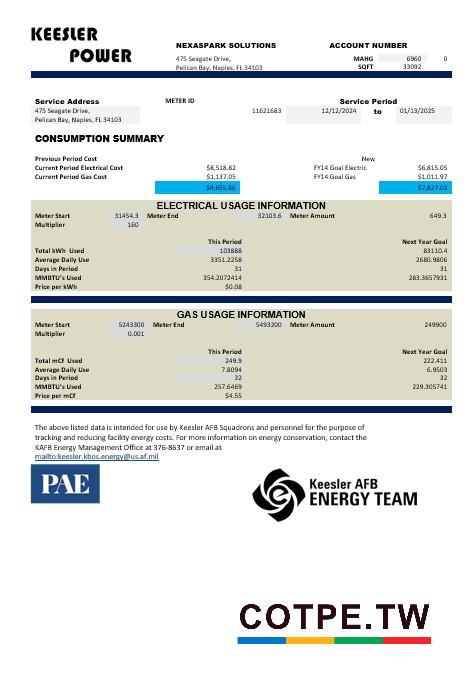 KEESLER
POWER
NEXASPARK SOLUTIONS
ACCOUNT NUMBER
475 Seagate Drive, MAHG 6960 0
Pelican Bay, Naples, FL 34103 SQFT 33092
Service Address METER ID Service Period
475 Seagate Drive, 11621683 12/12/2024 to 01/13/2025
Pelican Bay, Naples, FL 34103
CONSUMPTION SUMMARY
Previous Period Cost New
Current Period Electrical Cost $8,518.82 FY14 Goal Electric $6,815.05
Current Period Gas Cost $1,137.05 FY14 Goal Gas $1,011.97
$9,655.86 $7,827.02
ELECTRICAL USAGE INFORMATION
Meter Start 31454.3 Meter End 32103.6 Meter Amount 649.3
Multiplier 160
This Period Next Year Goal
Total kWh Used 103888 83110.4
Average Daily Use 3351.2258 2680.9806
Days in Period 31 31
MMBTU's Used 354.2072414 283.3657931
Price per kWh $0.08
GAS USAGE INFORMATION
Meter Start 5243300 Meter End 5493200 Meter Amount 249900
Multiplier 0.001
This Period Next Year Goal
Total mCf Used 249.9 222.411
Average Daily Use 7.8094 6.9503
Days in Period 32 32
MMBTU's Used 257.6469 229.305741
Price per mCf $4.55
The above listed data is intended for use by Keesler AFB Squadrons and personnel for the purpose of
tracking and reducing facility energy costs. For more information on energy conservation, contact the
KAFB Energy Management Office at 376-8637 or email at
mailto:keesler.kbos.energy@us.af.mil
PAE
Keesler AFB
ENERGY TEAM
COTPE.TW